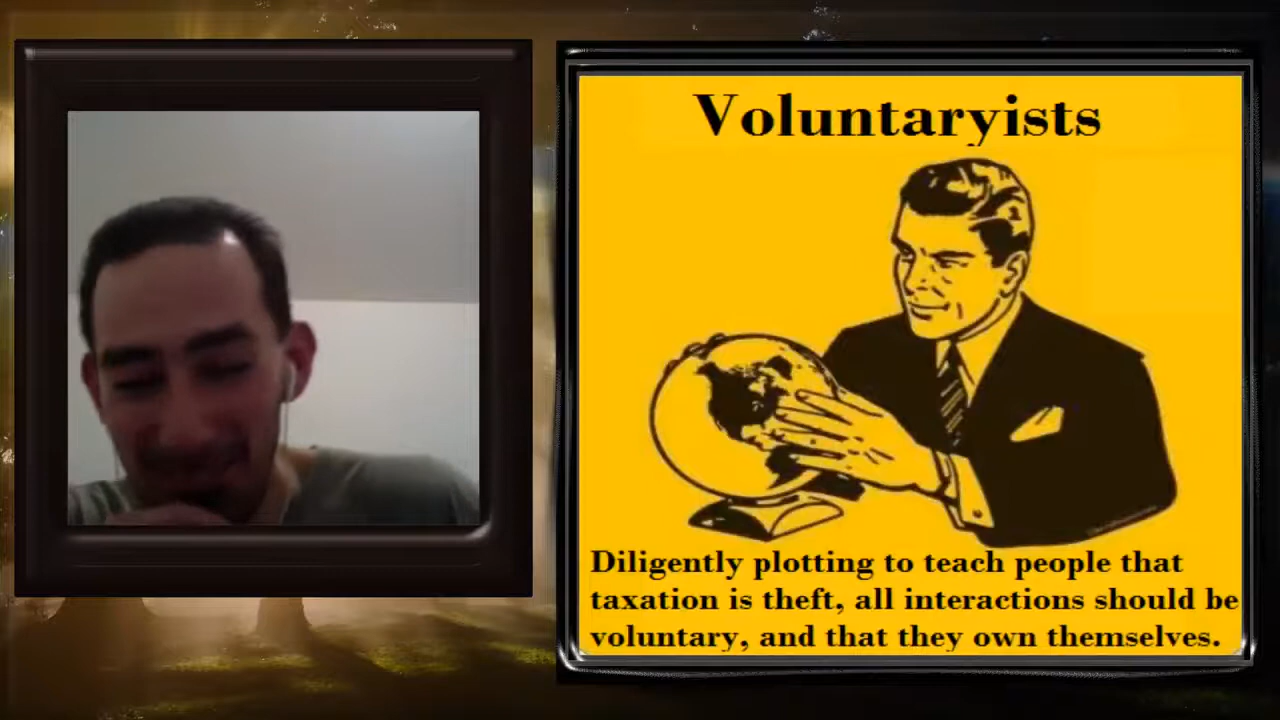 Voluntaryists
Diligently plotting to teach people that
taxation is theft, all interactions should be
voluntary, and that they own themselves.